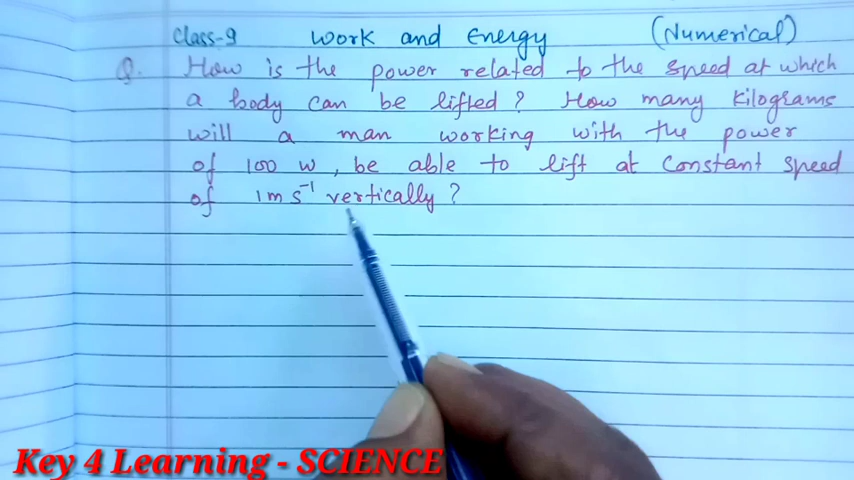 Class-9 Work and Energy (Numerical)
Q. How is the power related to the speed at which
a body can be lifted? How many kilograms
will a man working with the power
of 100 W, be able to lift at constant speed
of 1m s⁻¹ vertically?
Key 4 Learning - SCIENCE